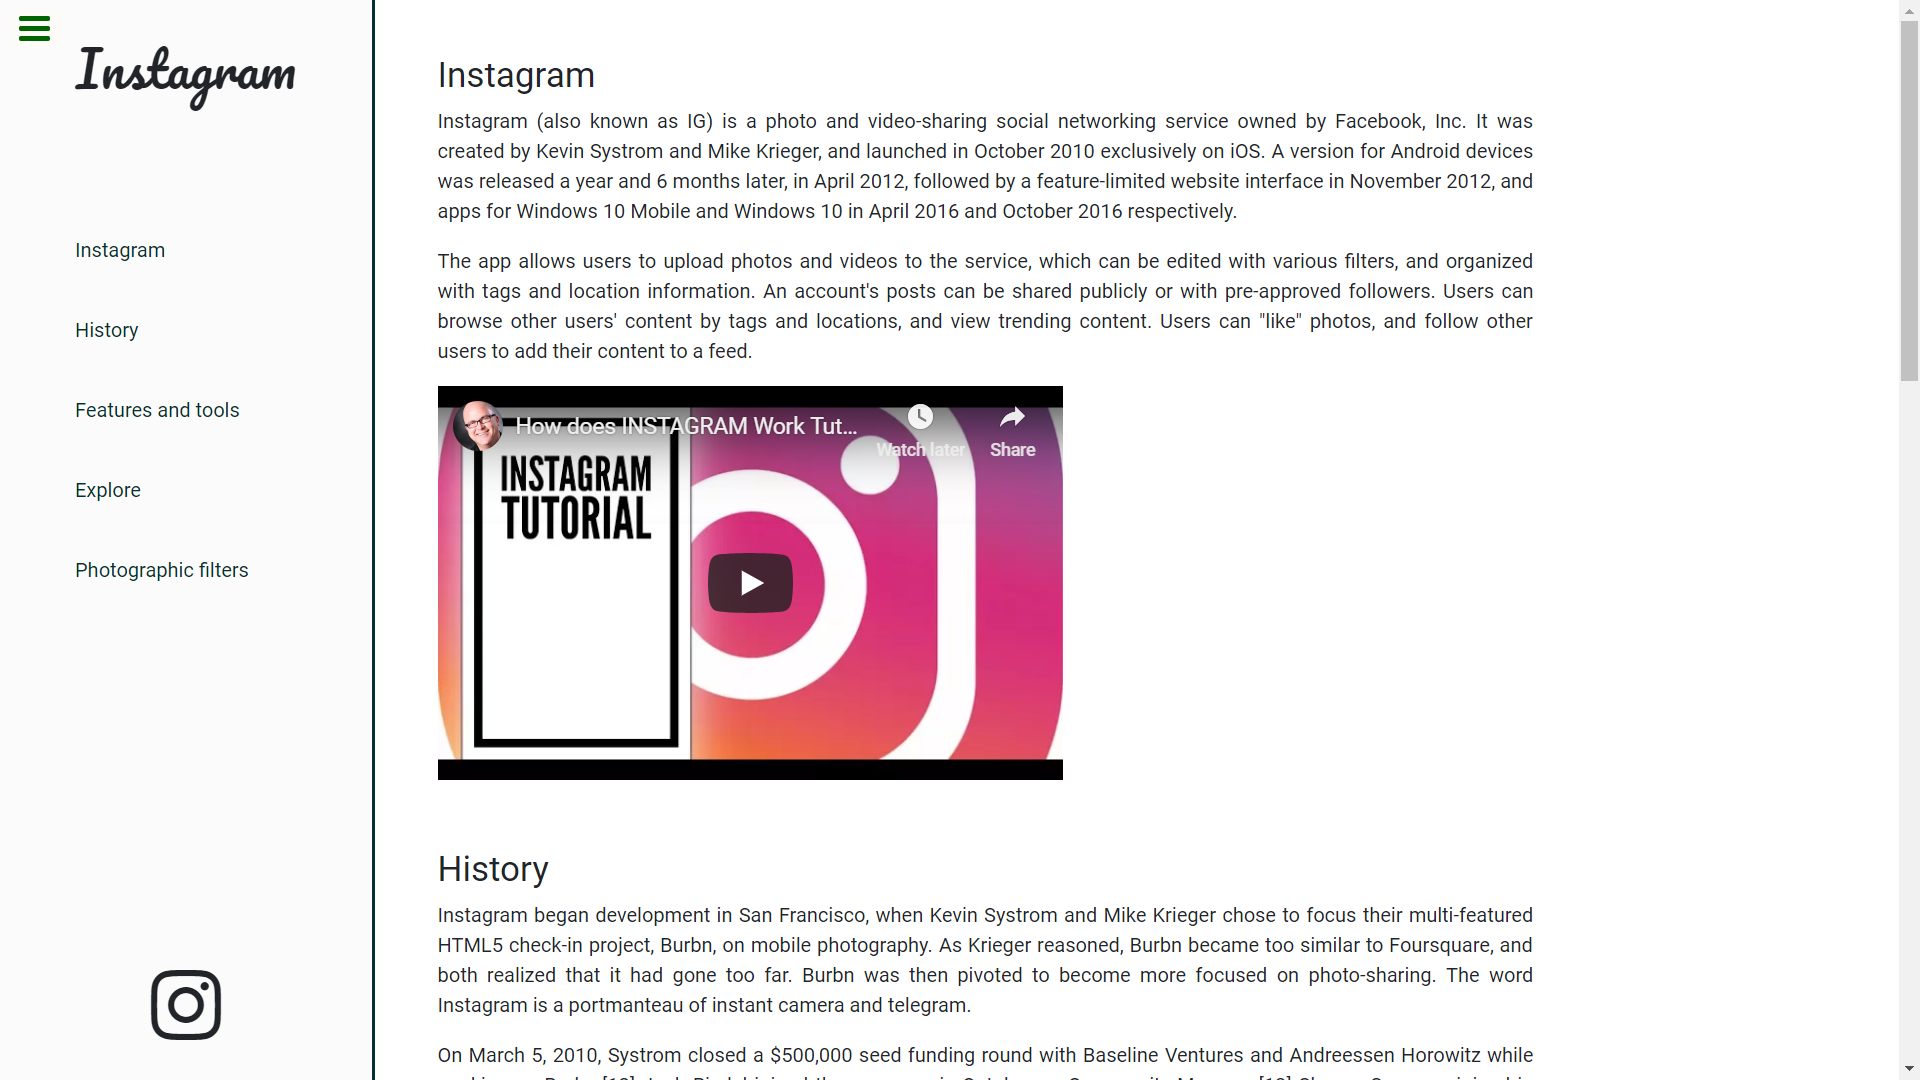 Instagram
Instagram
History
Features and tools
Explore
Photographic filters
Instagram
Instagram (also known as IG) is a photo and video-sharing social networking service owned by Facebook, Inc. It was
created by Kevin Systrom and Mike Krieger, and launched in October 2010 exclusively on iOS. A version for Android devices
was released a year and 6 months later, in April 2012, followed by a feature-limited website interface in November 2012, and
apps for Windows 10 Mobile and Windows 10 in April 2016 and October 2016 respectively.
The app allows users to upload photos and videos to the service, which can be edited with various filters, and organized
with tags and location information. An account's posts can be shared publicly or with pre-approved followers. Users can
browse other users' content by tags and locations, and view trending content. Users can "like" photos, and follow other
users to add their content to a feed.
How does INSTAGRAM Work Tut...
Watch later
Share
INSTAGRAM
TUTORIAL
History
Instagram began development in San Francisco, when Kevin Systrom and Mike Krieger chose to focus their multi-featured
HTML5 check-in project, Burbn, on mobile photography. As Krieger reasoned, Burbn became too similar to Foursquare, and
both realized that it had gone too far. Burbn was then pivoted to become more focused on photo-sharing. The word
Instagram is a portmanteau of instant camera and telegram.
On March 5, 2010, Systrom closed a $500,000 seed funding round with Baseline Ventures and Andreessen Horowitz while